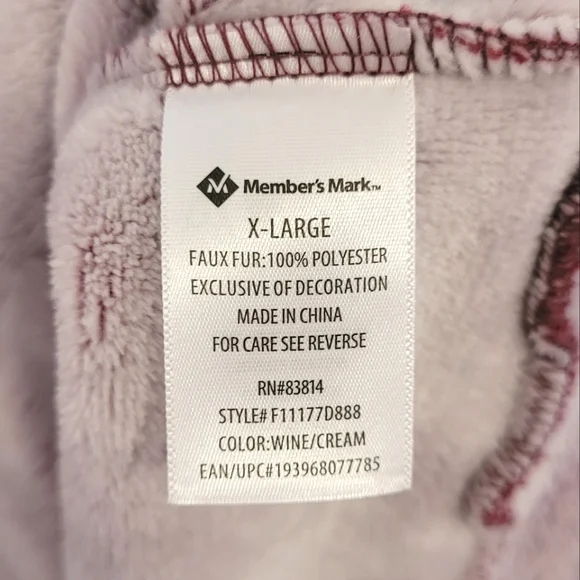 Member's Mark™
X-LARGE
FAUX FUR:100% POLYESTER
EXCLUSIVE OF DECORATION
MADE IN CHINA
FOR CARE SEE REVERSE
RN#83814
STYLE# F11177D888
COLOR:WINE/CREAM
EAN/UPC#193968077785